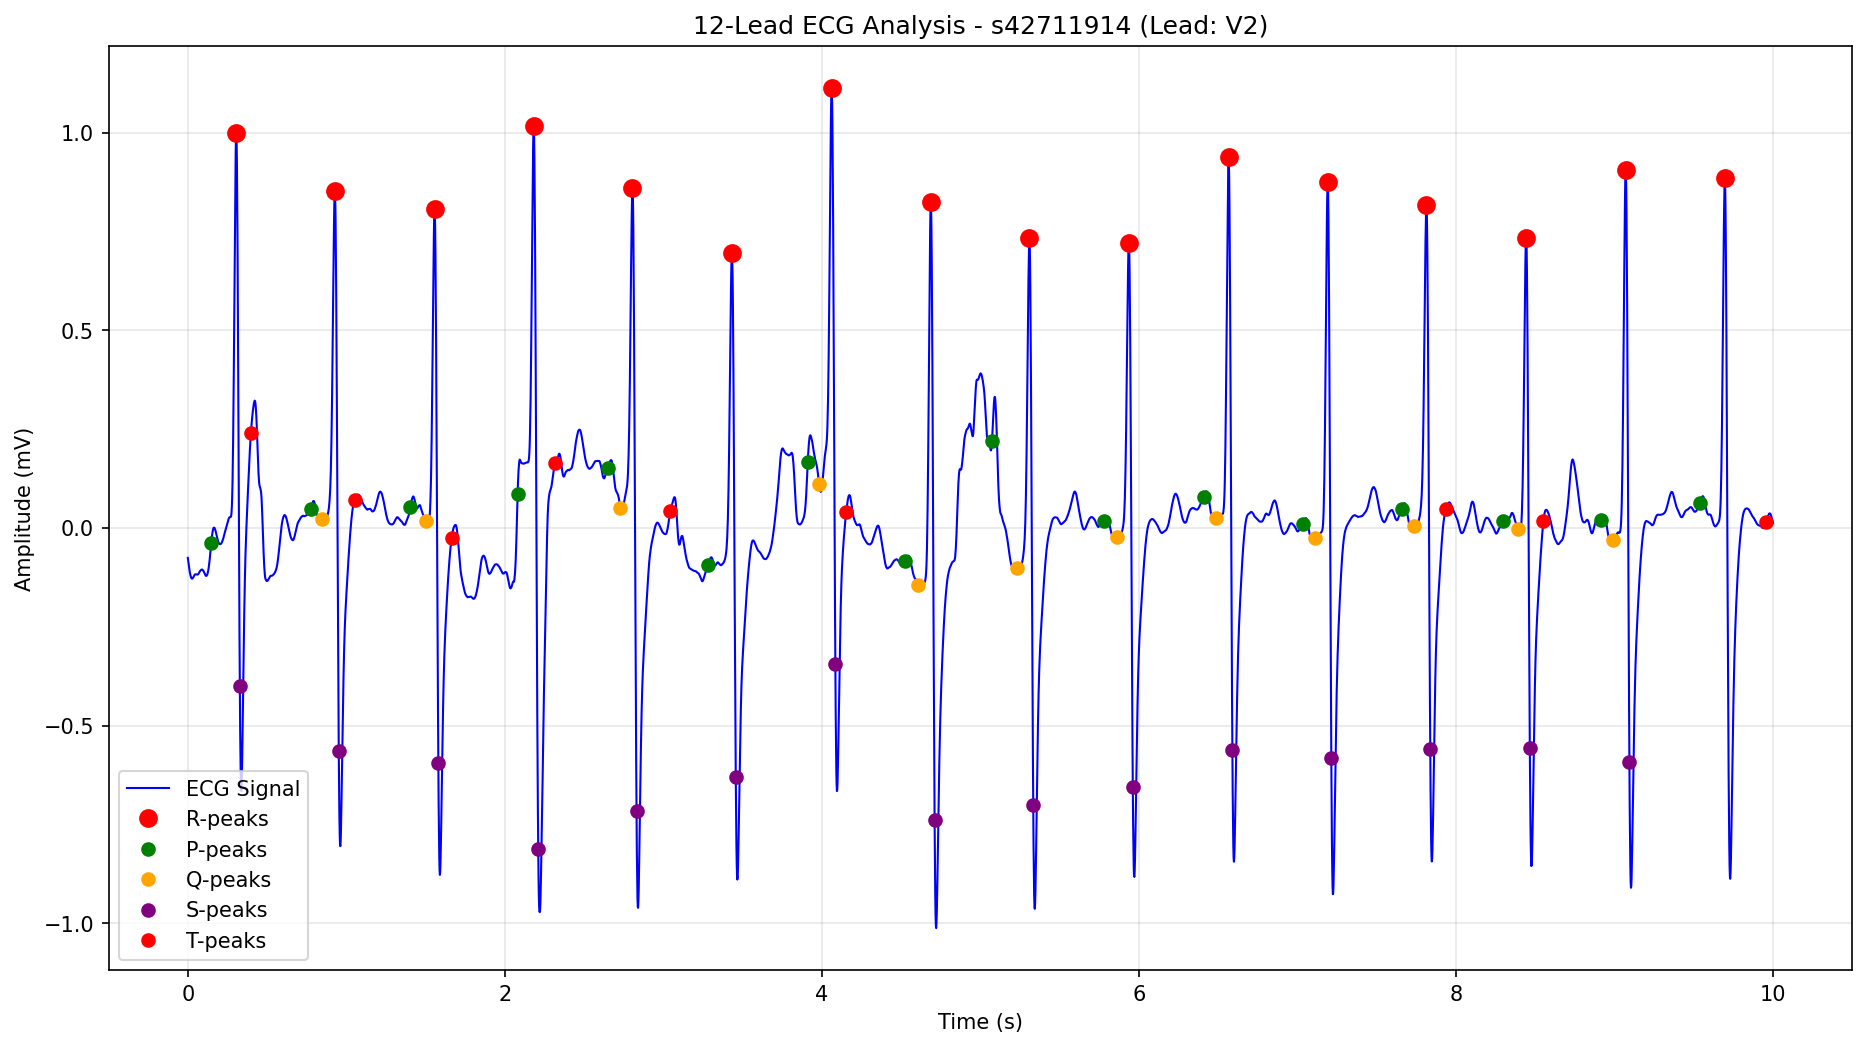 12-Lead ECG Analysis - s42711914 (Lead: V2)
Amplitude (mV)
1.0
0.5
0.0
−0.5
−1.0
ECG Signal
R-peaks
P-peaks
Q-peaks
S-peaks
T-peaks
0 2 4 6 8 10
Time (s)